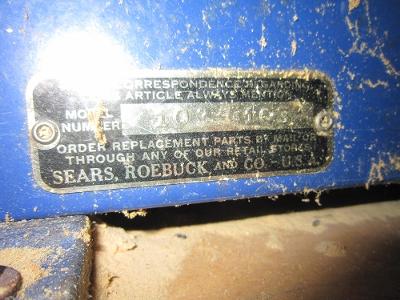 CORRESPONDENCE REGARDING
ARTICLE ALWAYS MENTION
MODEL
NUMBER
ORDER REPLACEMENT PARTS BY MAIL OR
THROUGH ANY OF OUR RETAIL STORES
SEARS, ROEBUCK AND CO. - U.S.A.